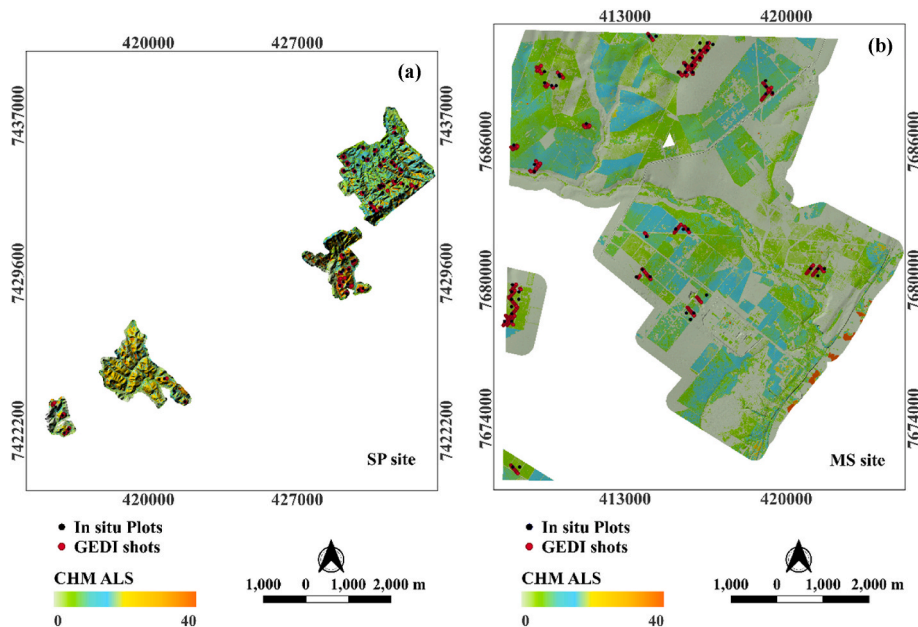 420000 427000
(a)
7437000 7437000
7429600 7429600
7422200 7422200
SP site
420000 427000
In situ Plots
GEDI shots
CHM ALS
0 40
1,000 0 1,000 2,000 m
413000 420000
(b)
7686000 7686000
7680000 7680000
7674000 7674000
MS site
413000 420000
In situ Plots
GEDI shots
CHM ALS
0 40
1,000 0 1,000 2,000 m